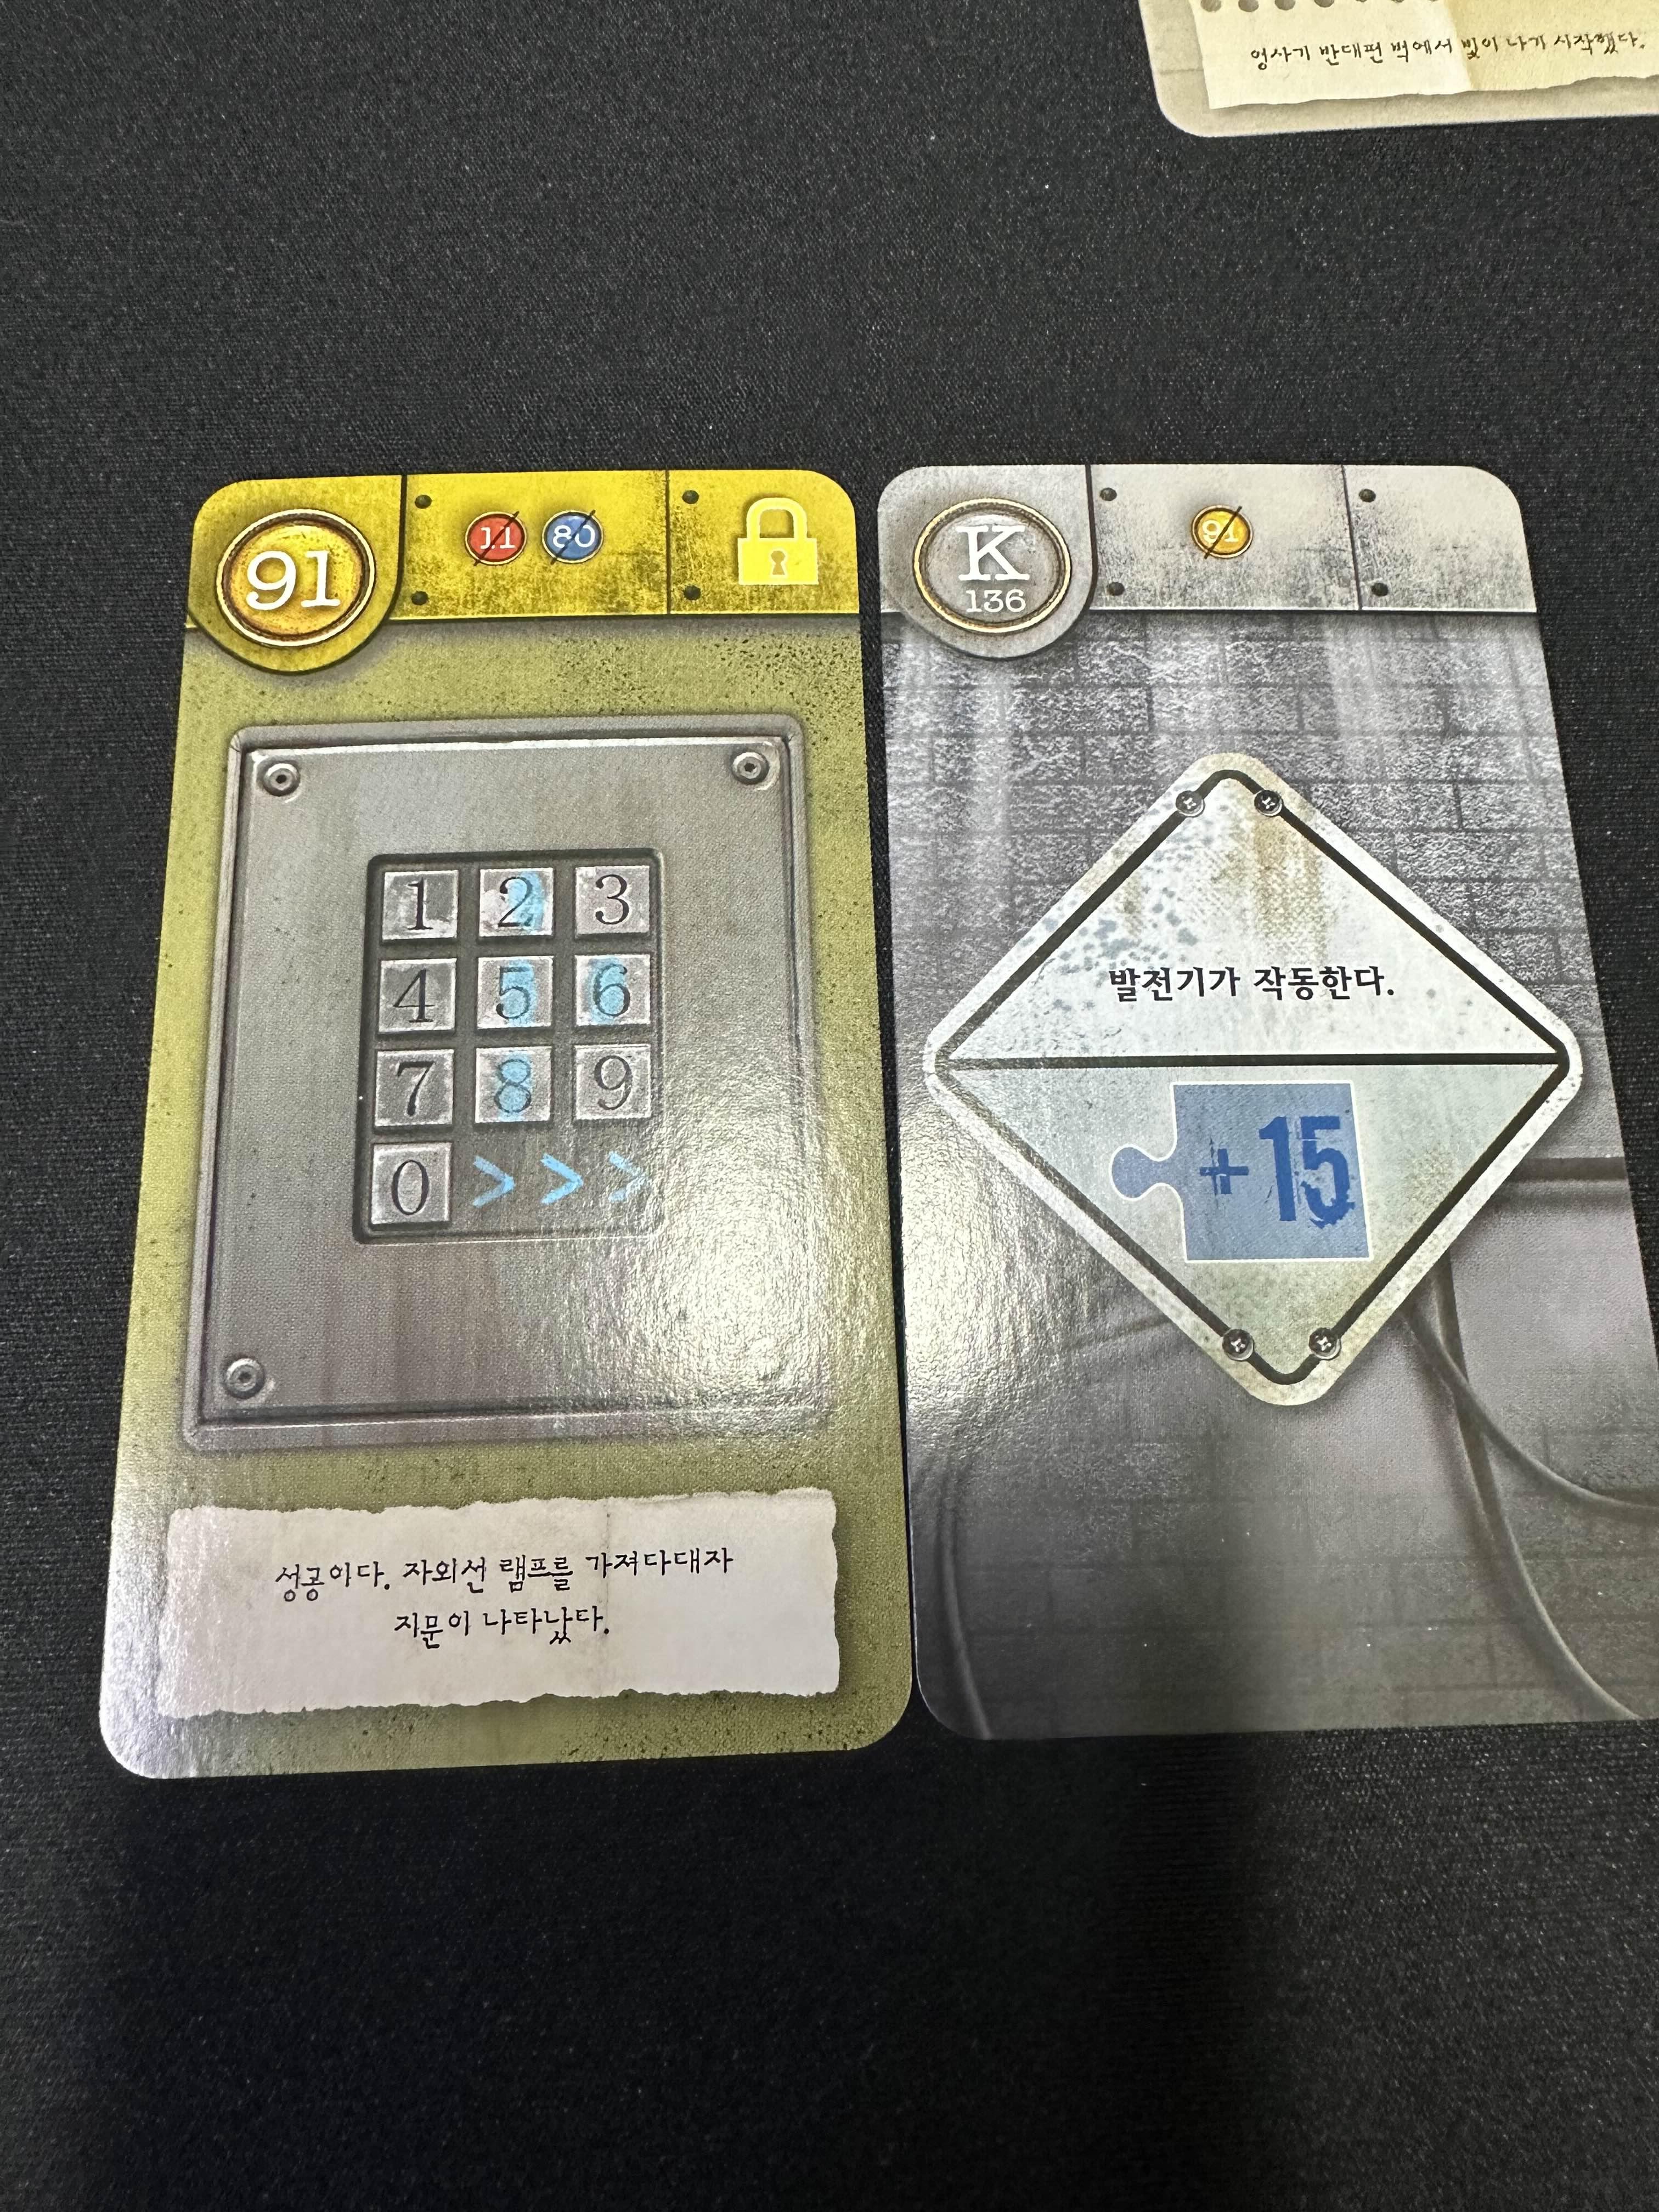 영사기 반대편 벽에서 빛이 나기 시작했다.
91
11 80
1 2 3
4 5 6
7 8 9
0 > > >
성공이다. 자외선 램프를 가져다대자
지문이 나타났다.
K
136
91
발전기가 작동한다.
+15